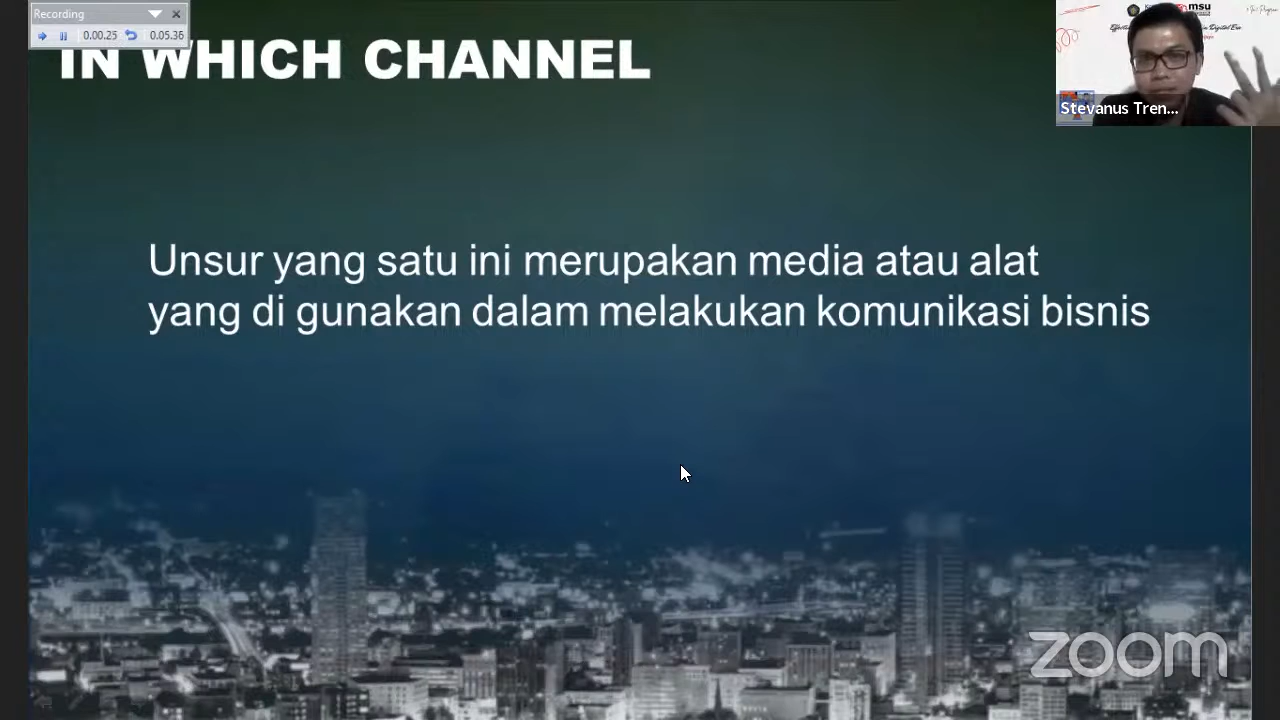 Recording
0.00.25
0.05.36
IN WHICH CHANNEL
msu
Stevanus Tren...
Unsur yang satu ini merupakan media atau alat
yang di gunakan dalam melakukan komunikasi bisnis
zoom